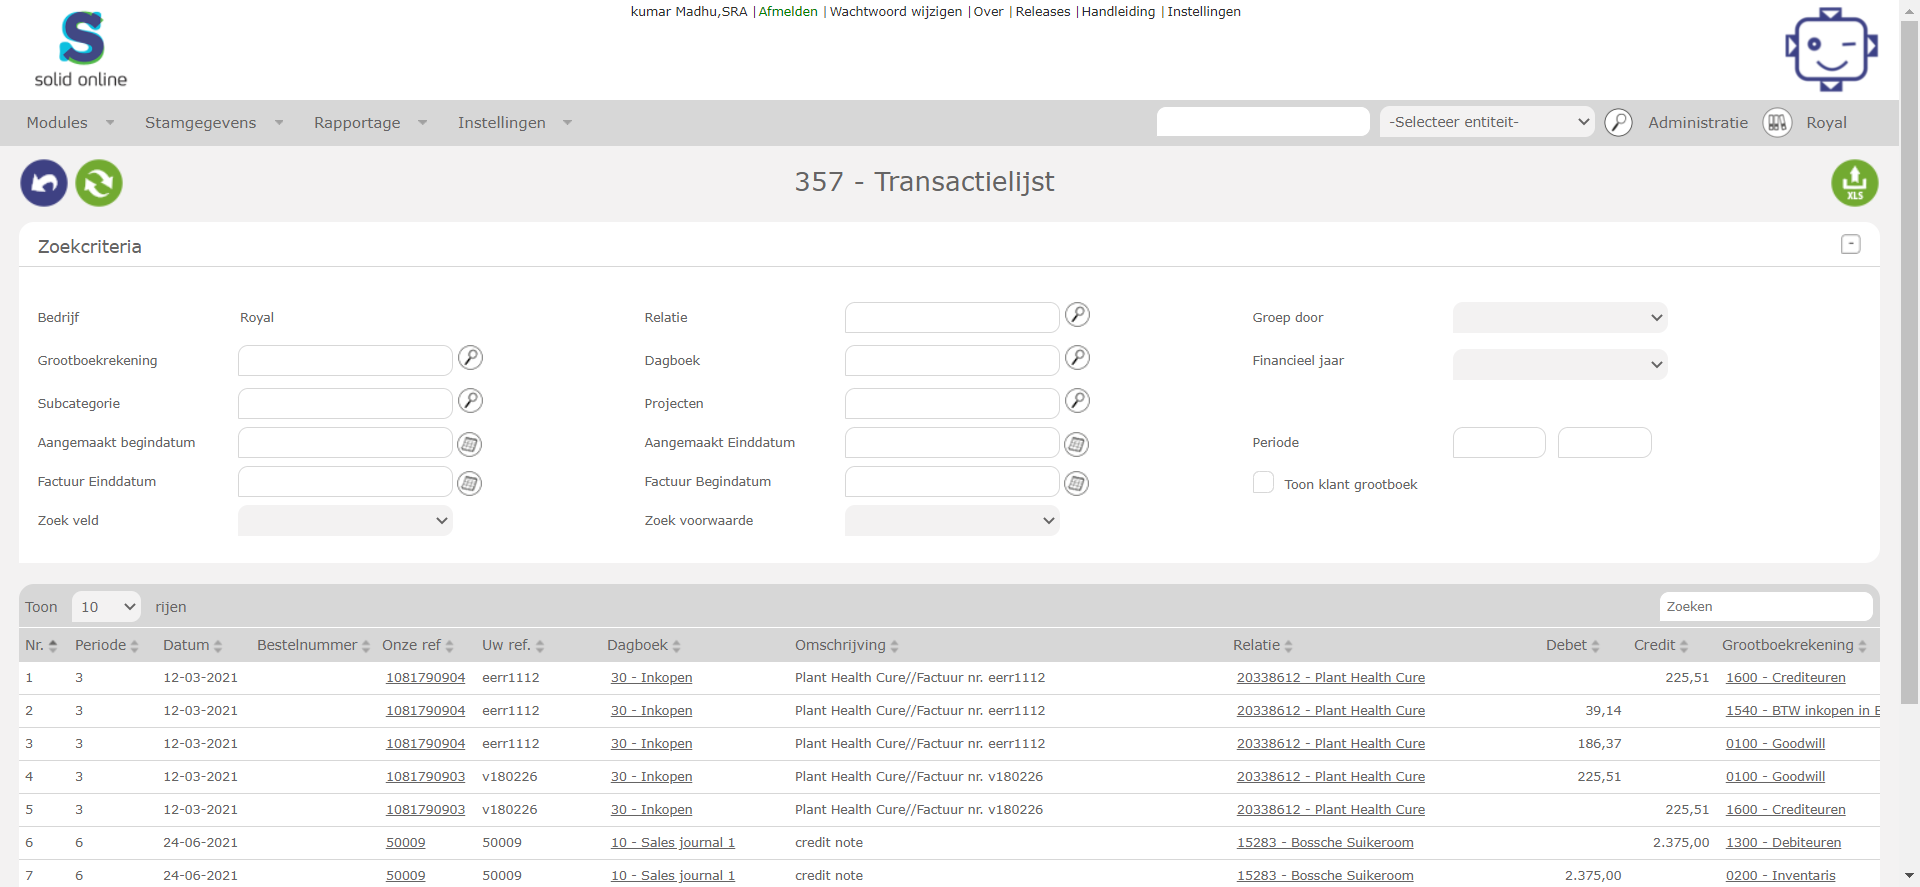 kumar Madhu,SRA |Afmelden |Wachtwoord wijzigen |Over |Releases |Handleiding |Instellingen
solid online
Modules Stamgegevens Rapportage Instellingen -Selecteer entiteit- Administratie Royal
357 - Transactielijst
XLS
Zoekcriteria
Bedrijf Royal Relatie Groep door
Grootboekrekening Dagboek Financieel jaar
Subcategorie Projecten
Aangemaakt begindatum Aangemaakt Einddatum Periode
Factuur Einddatum Factuur Begindatum Toon klant grootboek
Zoek veld Zoek voorwaarde
Toon 10 rijen Zoeken
Nr. Periode Datum Bestelnummer Onze ref Uw ref. Dagboek Omschrijving Relatie Debet Credit Grootboekrekening
1 3 12-03-2021 1081790904 eerr1112 30 - Inkopen Plant Health Cure//Factuur nr. eerr1112 20338612 - Plant Health Cure 225,51 1600 - Crediteuren
2 3 12-03-2021 1081790904 eerr1112 30 - Inkopen Plant Health Cure//Factuur nr. eerr1112 20338612 - Plant Health Cure 39,14 1540 - BTW inkopen in
3 3 12-03-2021 1081790904 eerr1112 30 - Inkopen Plant Health Cure//Factuur nr. eerr1112 20338612 - Plant Health Cure 186,37 0100 - Goodwill
4 3 12-03-2021 1081790903 v180226 30 - Inkopen Plant Health Cure//Factuur nr. v180226 20338612 - Plant Health Cure 225,51 0100 - Goodwill
5 3 12-03-2021 1081790903 v180226 30 - Inkopen Plant Health Cure//Factuur nr. v180226 20338612 - Plant Health Cure 225,51 1600 - Crediteuren
6 6 24-06-2021 50009 50009 10 - Sales journal 1 credit note 15283 - Bossche Suikeroom 2.375,00 1300 - Debiteuren
7 6 24-06-2021 50009 50009 10 - Sales journal 1 credit note 15283 - Bossche Suikeroom 2.375,00 0200 - Inventaris